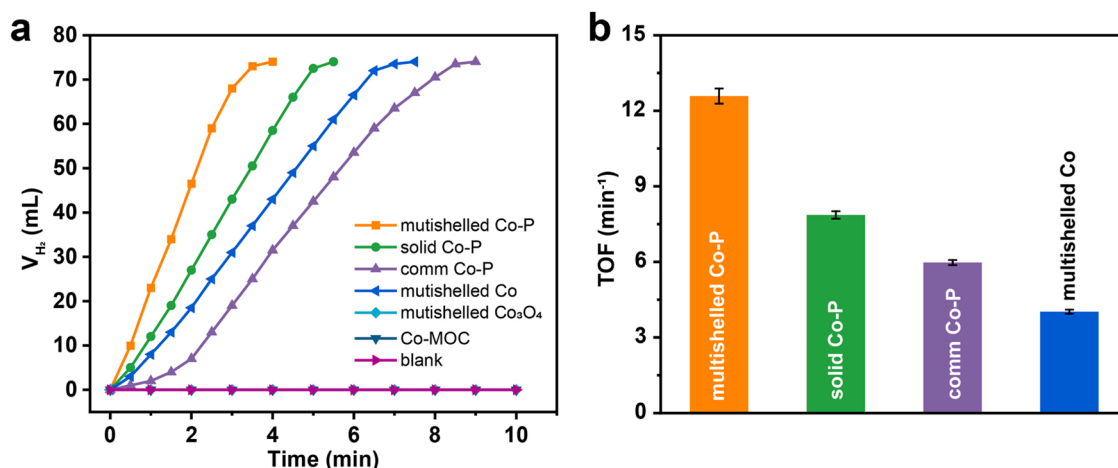 a
80
70
60
50
40
30
20
10
0
V_H₂ (mL)
mutishelled Co-P
solid Co-P
comm Co-P
mutishelled Co
mutishelled Co₃O₄
Co-MOC
blank
0 2 4 6 8 10
Time (min)
b
15
12
9
6
3
0
TOF (min⁻¹)
multishelled Co-P
solid Co-P
comm Co-P
multishelled Co